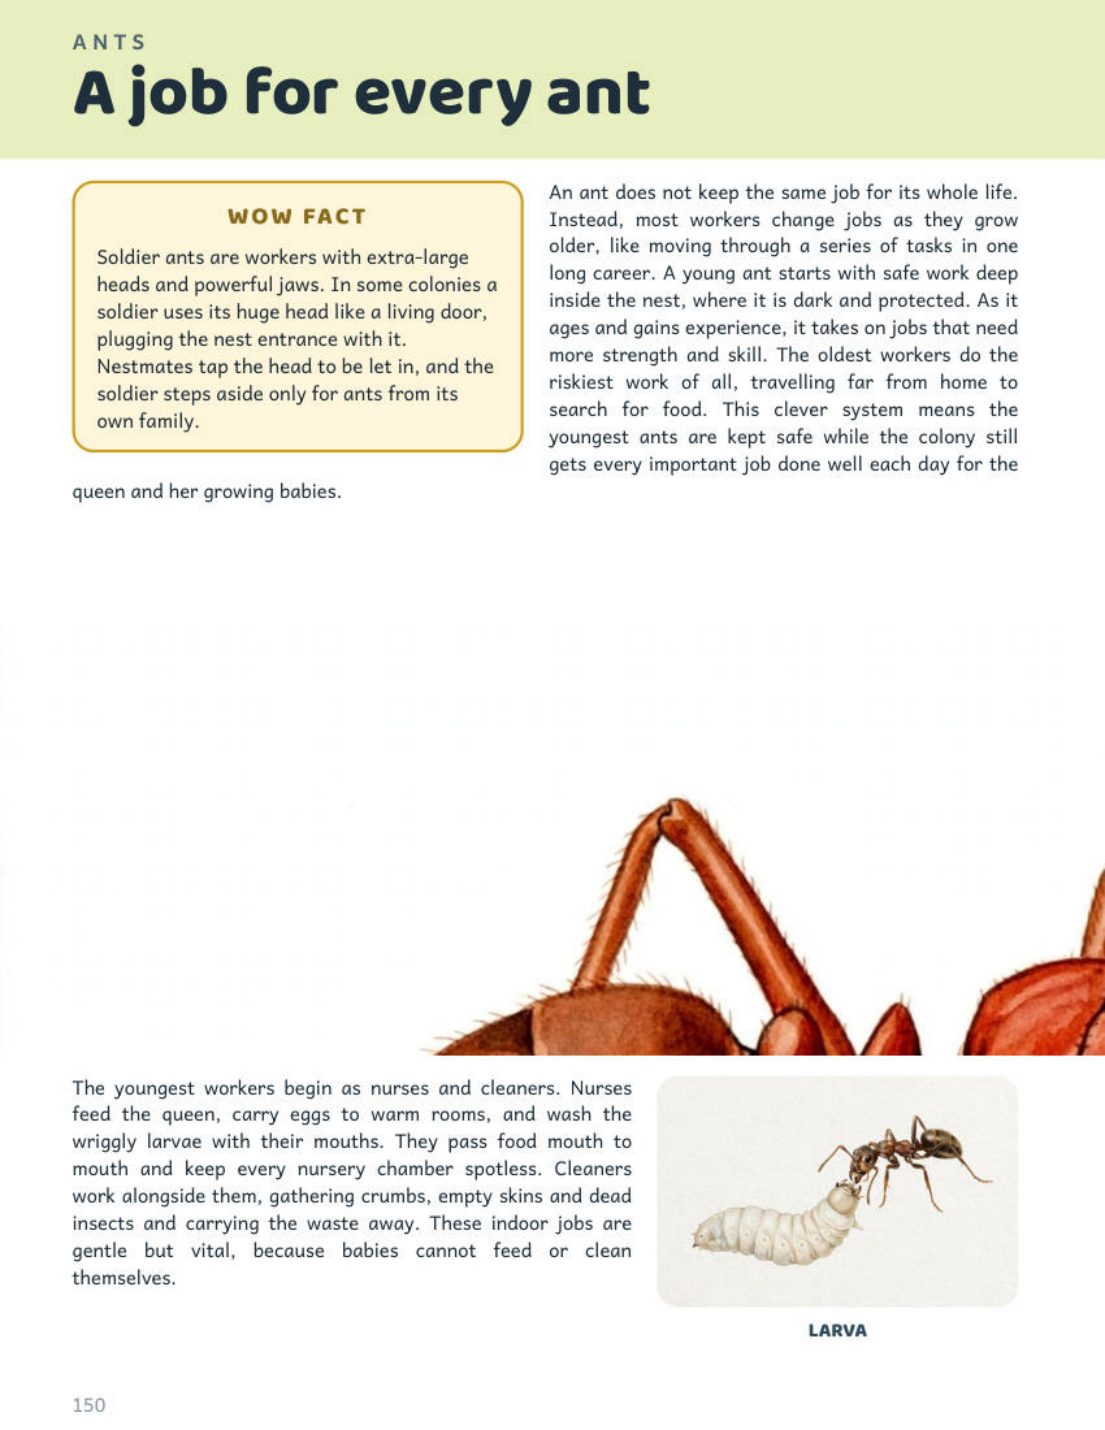 ANTS
A job for every ant
WOW FACT
Soldier ants are workers with extra-large
heads and powerful jaws. In some colonies a
soldier uses its huge head like a living door,
plugging the nest entrance with it.
Nestmates tap the head to be let in, and the
soldier steps aside only for ants from its
own family.
An ant does not keep the same job for its whole life.
Instead, most workers change jobs as they grow
older, like moving through a series of tasks in one
long career. A young ant starts with safe work deep
inside the nest, where it is dark and protected. As it
ages and gains experience, it takes on jobs that need
more strength and skill. The oldest workers do the
riskiest work of all, travelling far from home to
search for food. This clever system means the
youngest ants are kept safe while the colony still
gets every important job done well each day for the
queen and her growing babies.
The youngest workers begin as nurses and cleaners. Nurses
feed the queen, carry eggs to warm rooms, and wash the
wriggly larvae with their mouths. They pass food mouth to
mouth and keep every nursery chamber spotless. Cleaners
work alongside them, gathering crumbs, empty skins and dead
insects and carrying the waste away. These indoor jobs are
gentle but vital, because babies cannot feed or clean
themselves.
LARVA
150